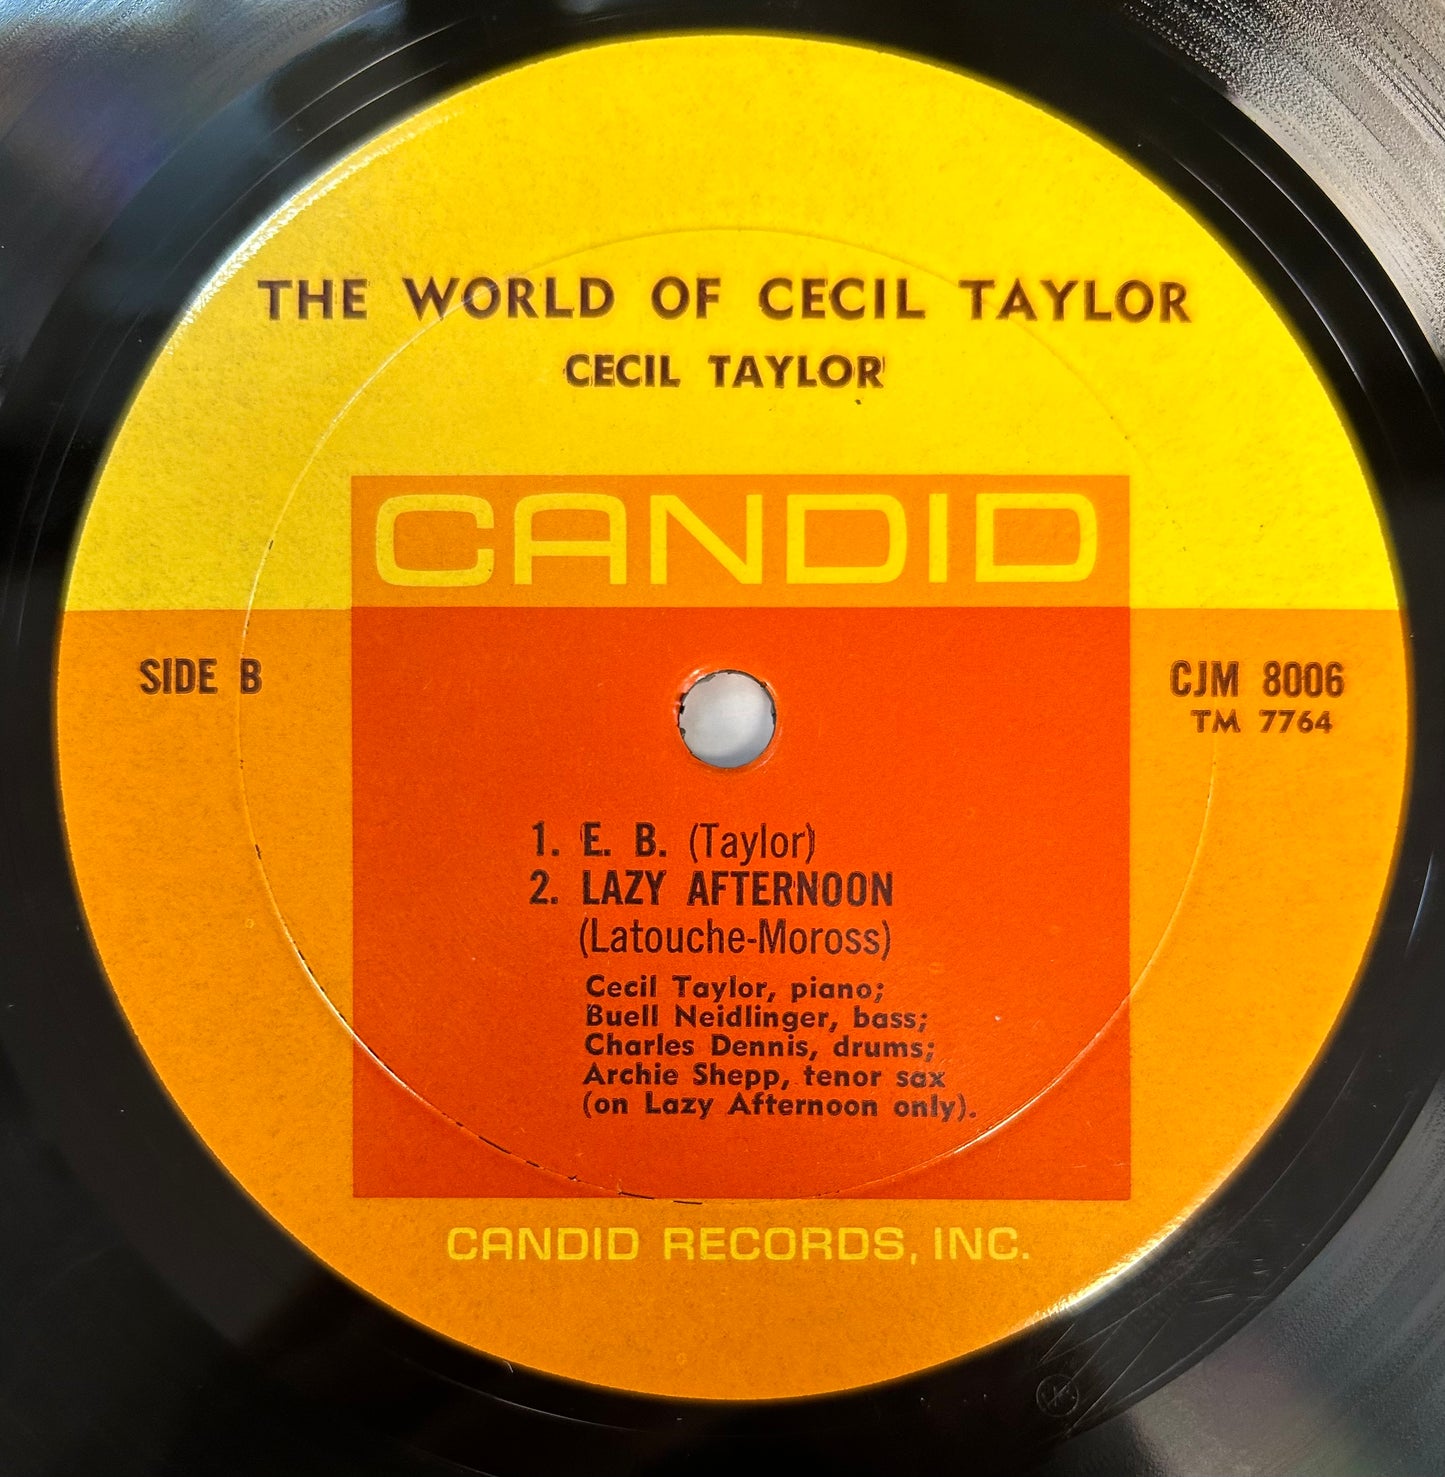 THE WORLD OF CECIL TAYLOR
CECIL TAYLOR
CANDID
SIDE B
CJM 8006
TM 7764
1. E. B. (Taylor)
2. LAZY AFTERNOON
(Latouche-Moross)
Cecil Taylor, piano;
Buell Neidlinger, bass;
Charles Dennis, drums;
Archie Shepp, tenor sax
(on Lazy Afternoon only).
CANDID RECORDS, INC.